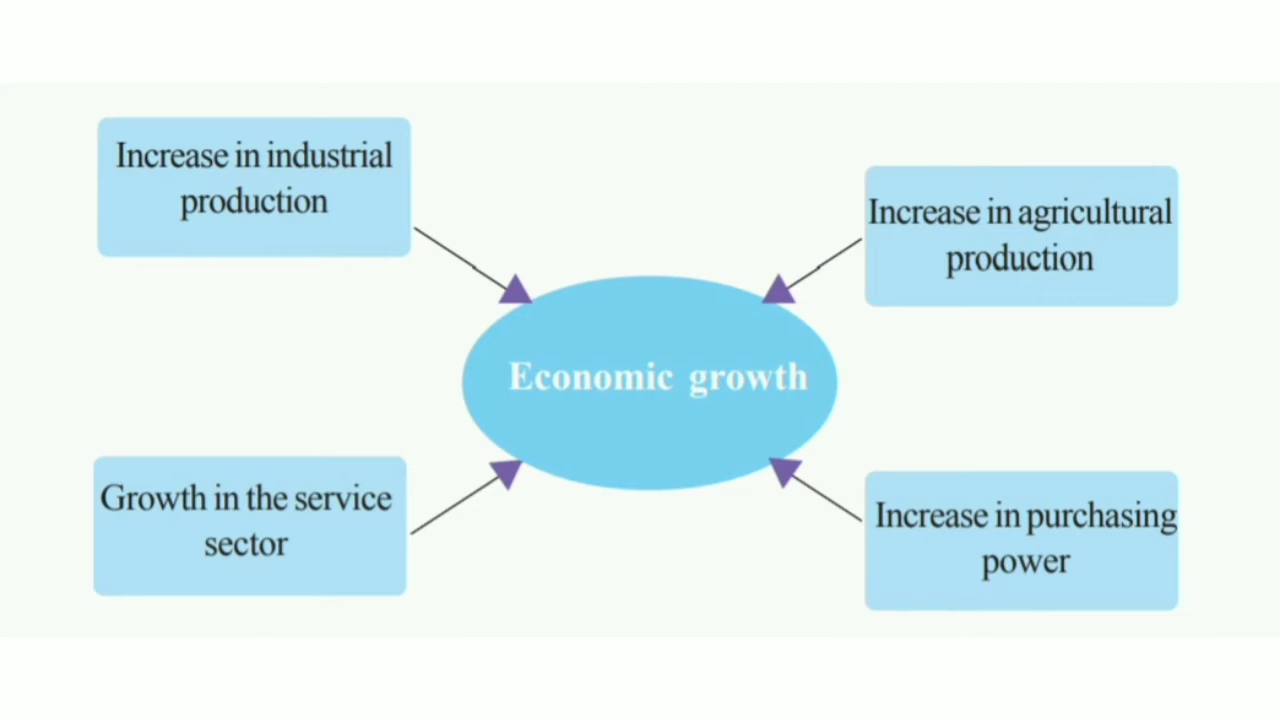 Increase in industrial
production
Increase in agricultural
production
Economic growth
Growth in the service
sector
Increase in purchasing
power